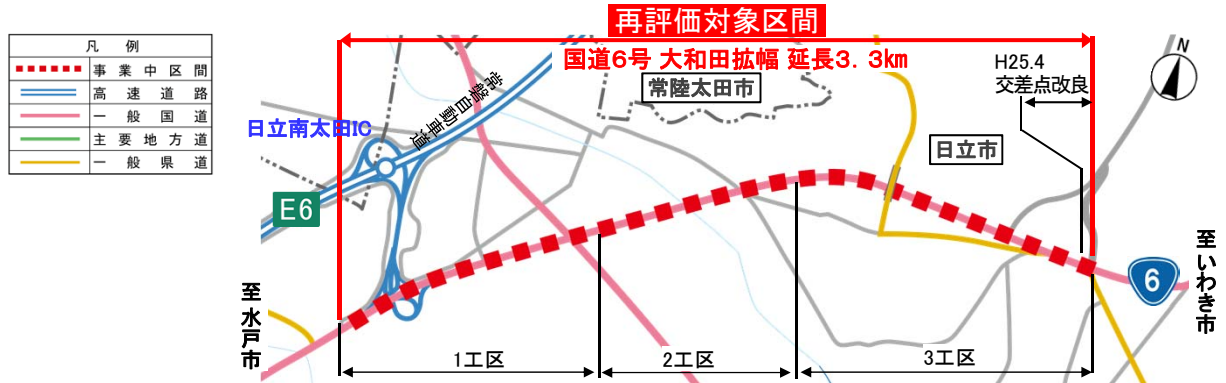 再評価対象区間
国道6号 大和田拡幅 延長3.3km
凡例
事業中区間
高速道路
一般国道
主要地方道
一般県道
日立南太田IC
常磐自動車道
常陸太田市
H25.4
交差点改良
N
日立市
E6
6
至水戸市
至いわき市
1工区
2工区
3工区